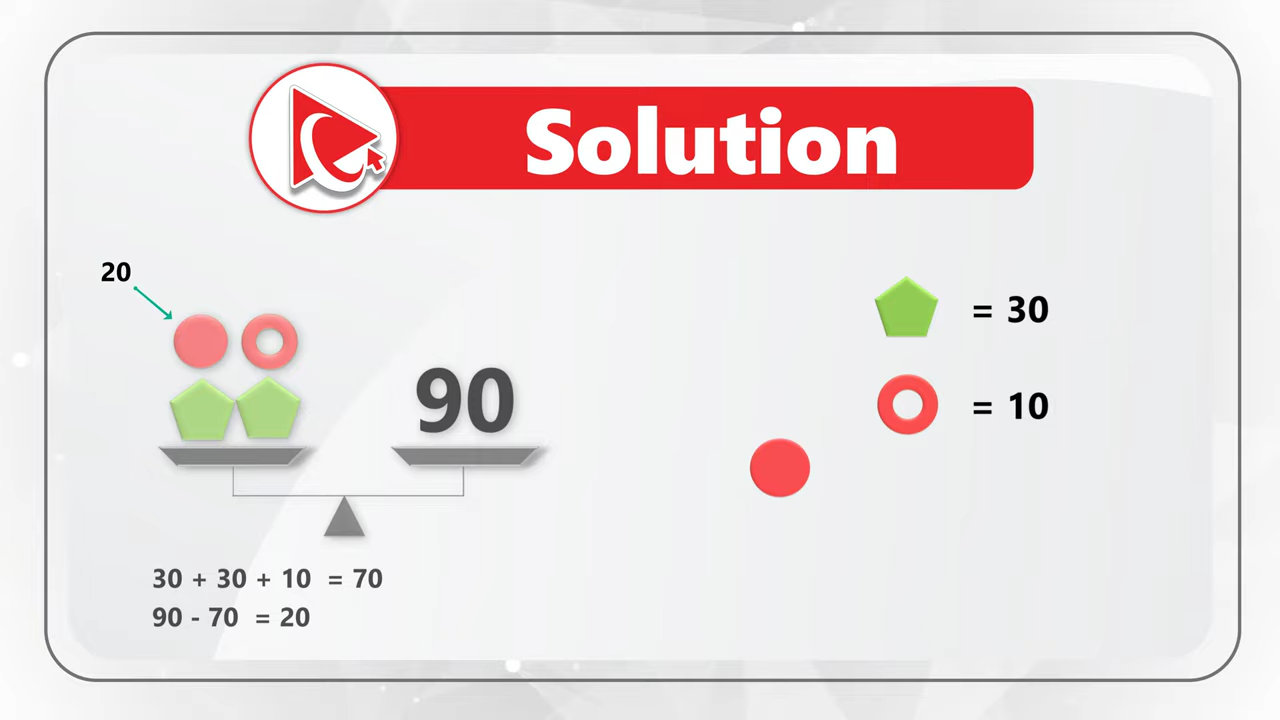 Solution
20
90
= 30
= 10
30 + 30 + 10 = 70
90 - 70 = 20